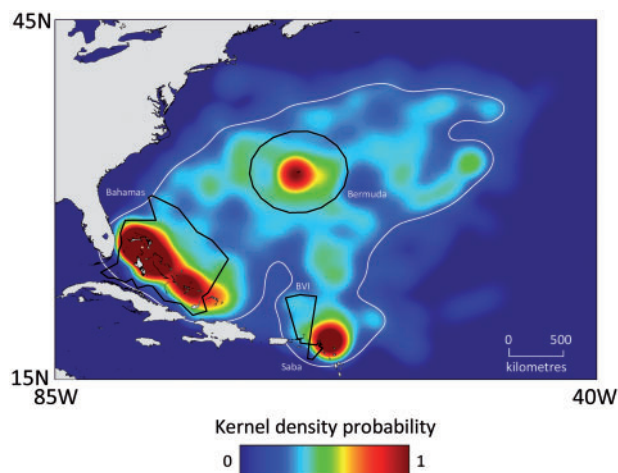 45N
Bahamas
Bermuda
BVI
0 500
kilometres
Saba
15N
85W 40W
Kernel density probability
0 1